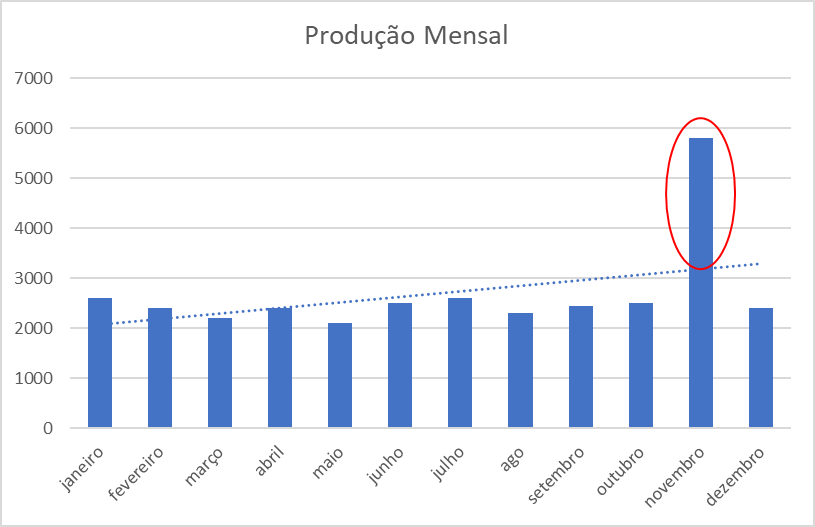 Produção Mensal
7000
6000
5000
4000
3000
2000
1000
0
janeiro
fevereiro
março
abril
maio
junho
julho
ago
setembro
outubro
novembro
dezembro